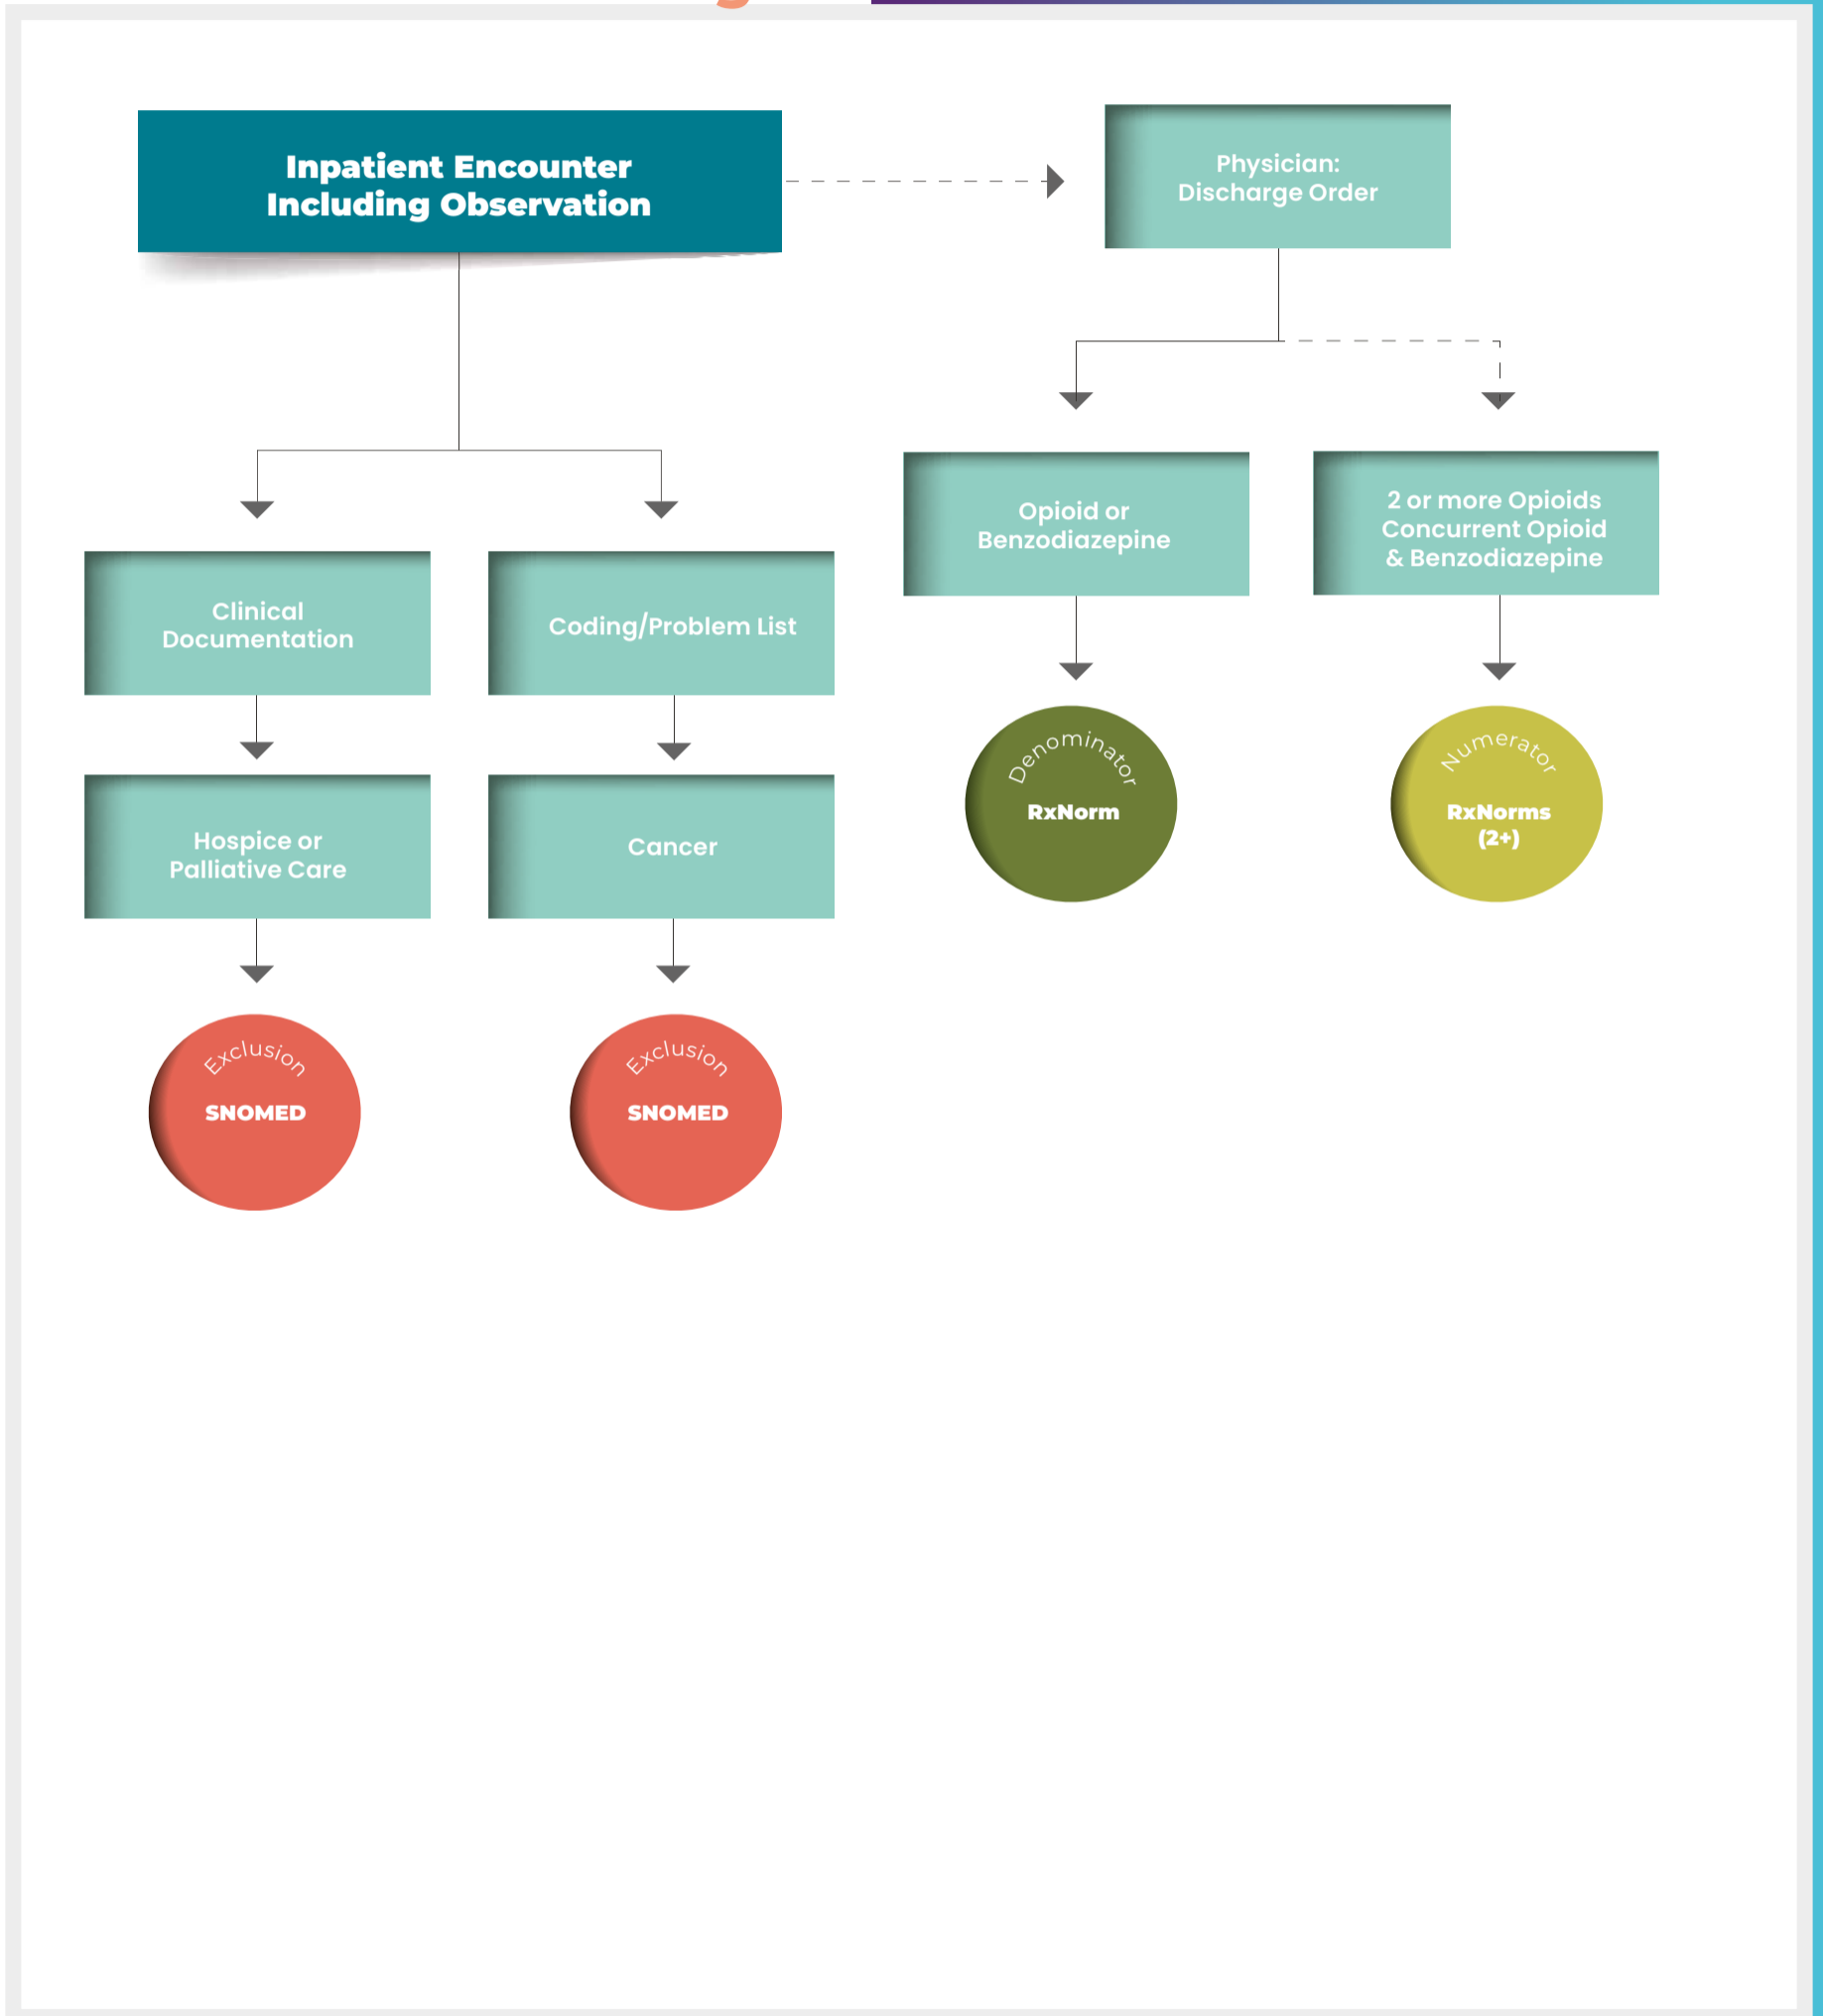 Inpatient Encounter
Including Observation
Physician:
Discharge Order
Opioid or
Benzodiazepine
2 or more Opioids
Concurrent Opioid
& Benzodiazepine
Clinical
Documentation
Coding/Problem List
Denominator
RxNorm
Numerator
RxNorms
(2+)
Hospice or
Palliative Care
Cancer
Exclusion
SNOMED
Exclusion
SNOMED